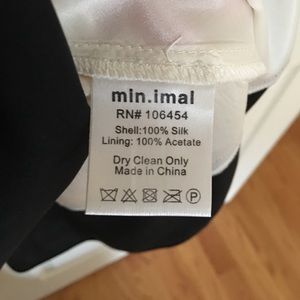 min.imal
RN# 106454
Shell:100% Silk
Lining: 100% Acetate
Dry Clean Only
Made in China